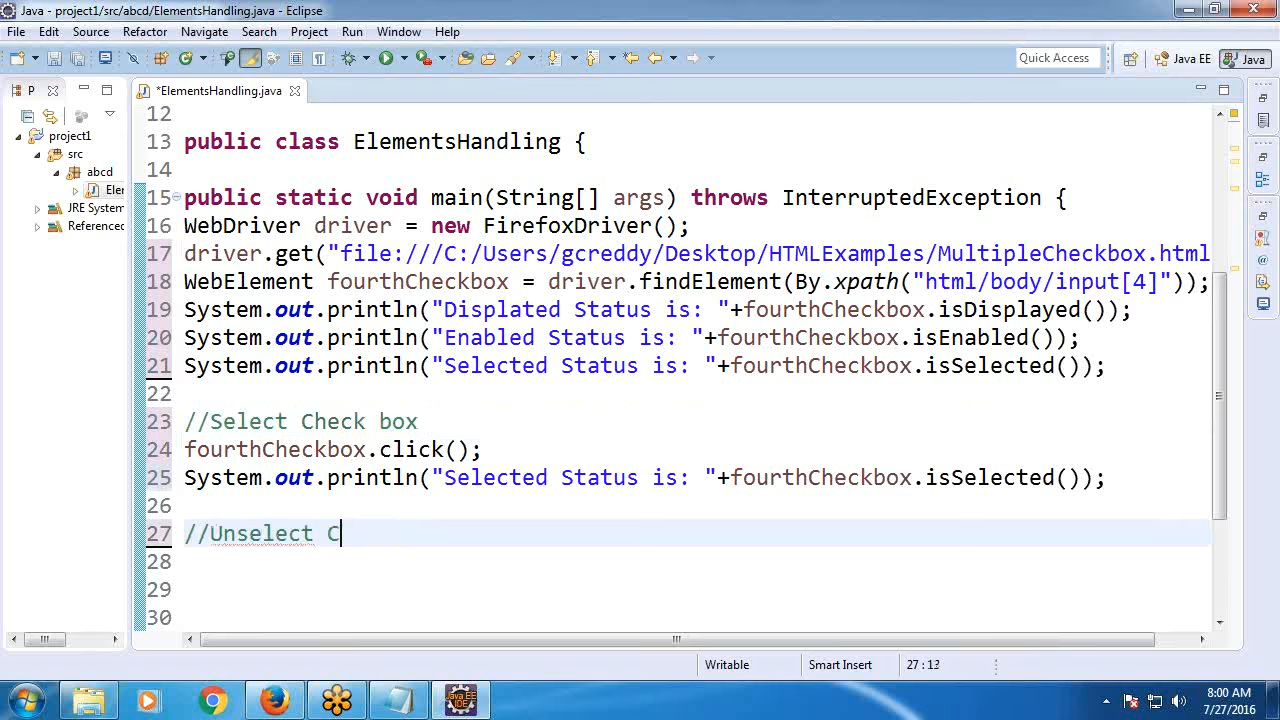 Java - project1/src/abcd/ElementsHandling.java - Eclipse
File Edit Source Refactor Navigate Search Project Run Window Help
Quick Access Java EE Java
P *ElementsHandling.java
project1
src
abcd
Elen
JRE System
Referenced
12
13 public class ElementsHandling {
14
15 public static void main(String[] args) throws InterruptedException {
16 WebDriver driver = new FirefoxDriver();
17 driver.get("file:///C:/Users/gcreddy/Desktop/HTMLExamples/MultipleCheckbox.html
18 WebElement fourthCheckbox = driver.findElement(By.xpath("html/body/input[4]"));
19 System.out.println("Displated Status is: "+fourthCheckbox.isDisplayed());
20 System.out.println("Enabled Status is: "+fourthCheckbox.isEnabled());
21 System.out.println("Selected Status is: "+fourthCheckbox.isSelected());
22
23 //Select Check box
24 fourthCheckbox.click();
25 System.out.println("Selected Status is: "+fourthCheckbox.isSelected());
26
27 //Unselect C
28
29
30
Writable Smart Insert 27 : 13
Java EE IDE
8:00 AM
7/27/2016